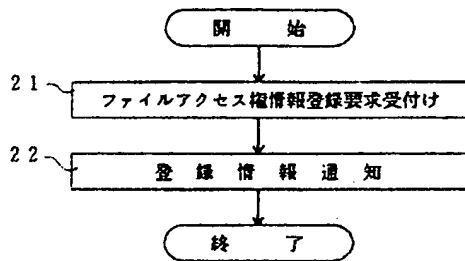 開 始
21
ファイルアクセス権情報登録要求受付け
22
登 録 情 報 通 知
終 了